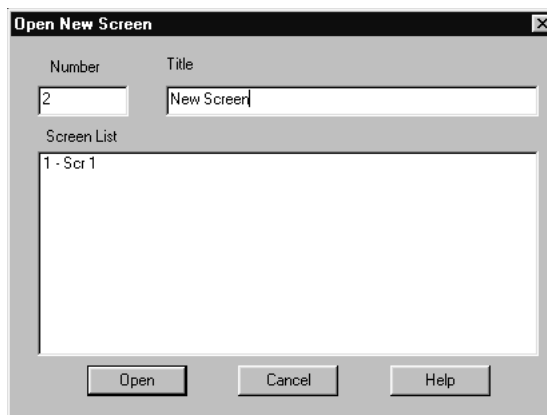 Open New Screen
Number Title
2 New Screen
Screen List
1 - Scr 1
Open Cancel Help